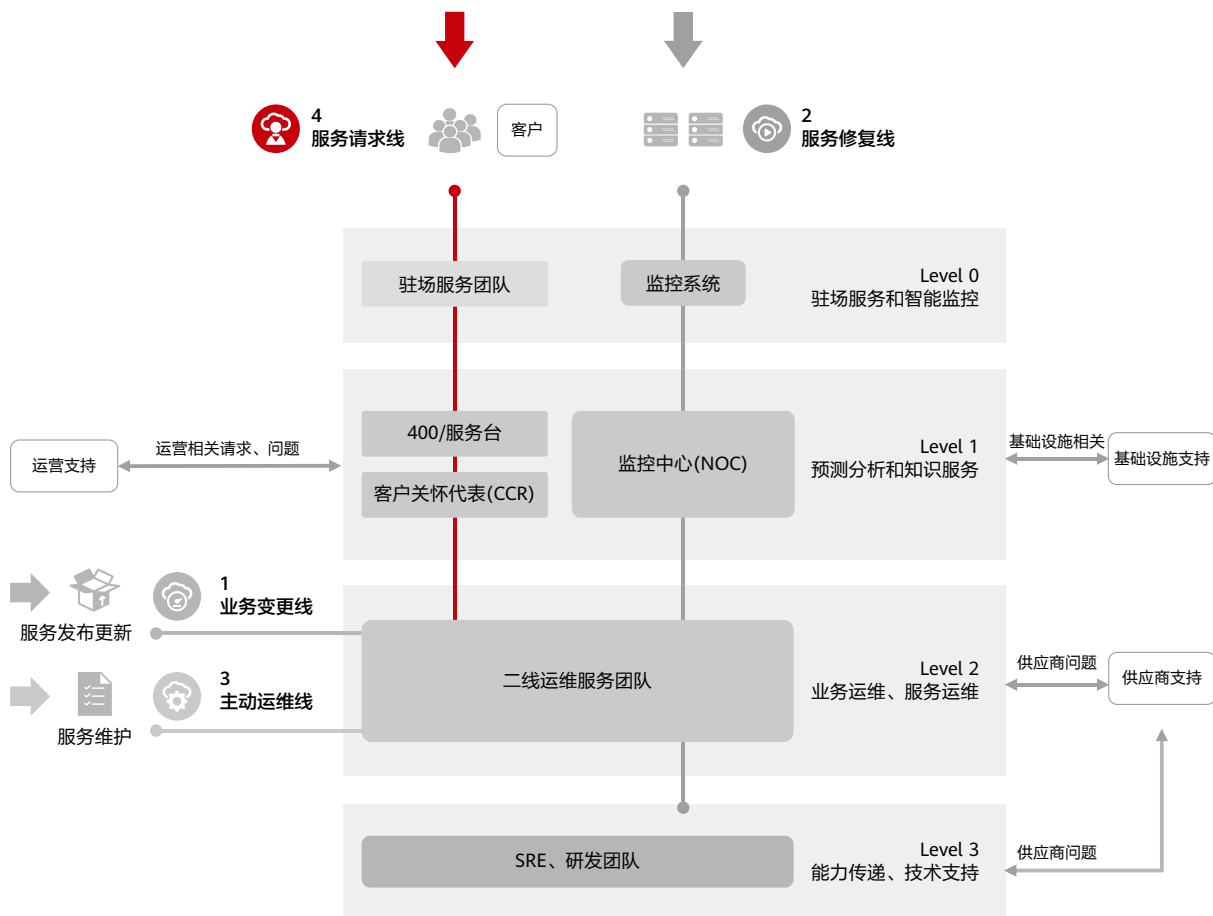 4
服务请求线
客户
2
服务修复线
驻场服务团队
监控系统
Level 0
驻场服务和智能监控
400/服务台
客户关怀代表(CCR)
监控中心(NOC)
Level 1
预测分析和知识服务
运营支持
运营相关请求、问题
基础设施相关
基础设施支持
1
业务变更线
服务发布更新
3
主动运维线
服务维护
二线运维服务团队
Level 2
业务运维、服务运维
供应商问题
供应商支持
SRE、研发团队
Level 3
能力传递、技术支持
供应商问题